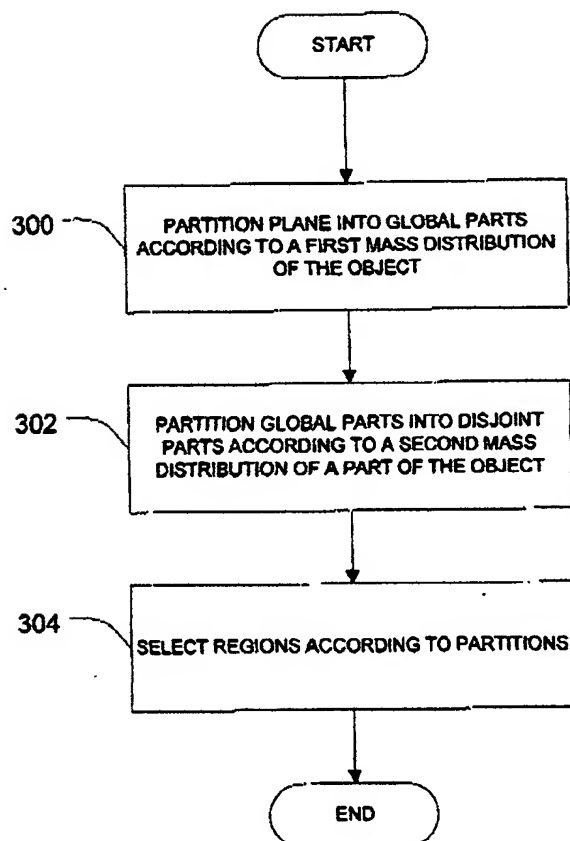 START
300
PARTITION PLANE INTO GLOBAL PARTS
ACCORDING TO A FIRST MASS DISTRIBUTION
OF THE OBJECT
302
PARTITION GLOBAL PARTS INTO DISJOINT
PARTS ACCORDING TO A SECOND MASS
DISTRIBUTION OF A PART OF THE OBJECT
304
SELECT REGIONS ACCORDING TO PARTITIONS
END